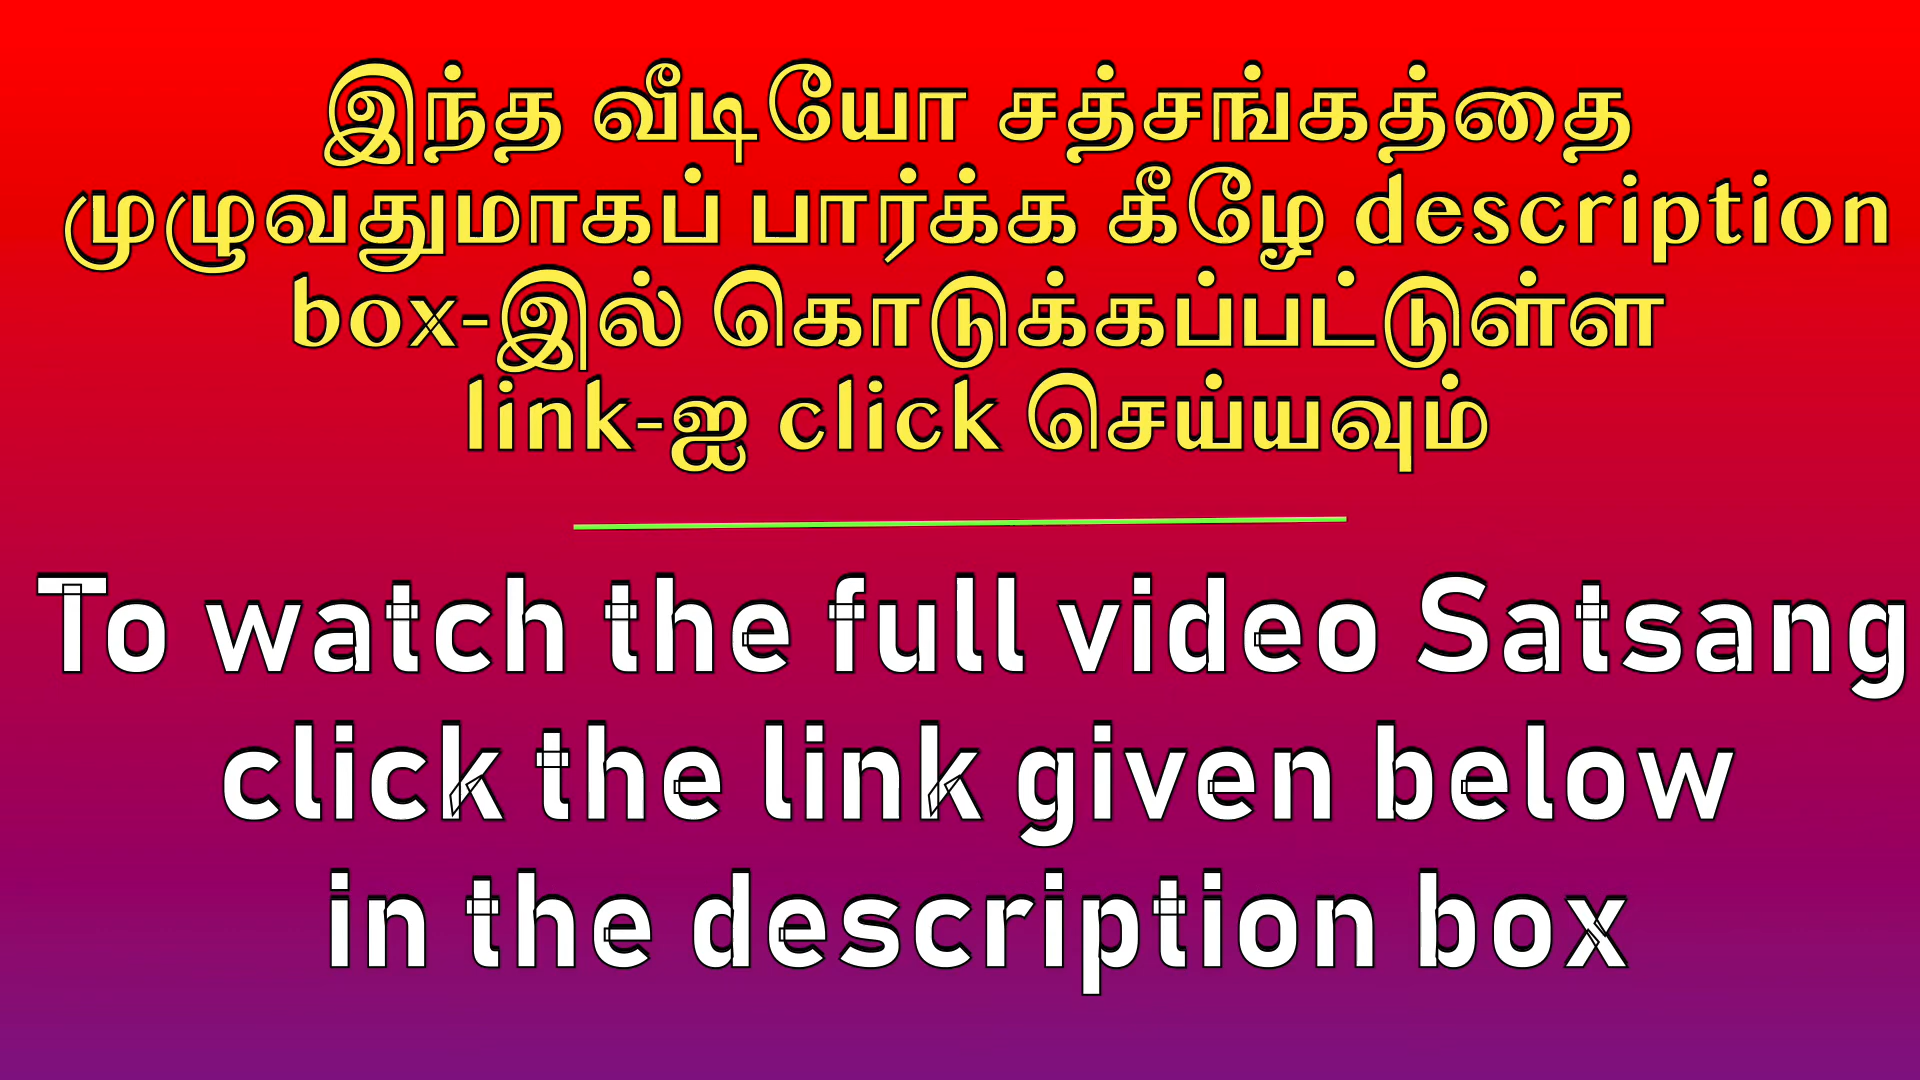 இந்த வீடியோ சத்சங்கத்தை
முழுவதுமாகப் பார்க்க கீழே description
box-இல் கொடுக்கப்பட்டுள்ள
link-ஐ click செய்யவும்
To watch the full video Satsang
click the link given below
in the description box